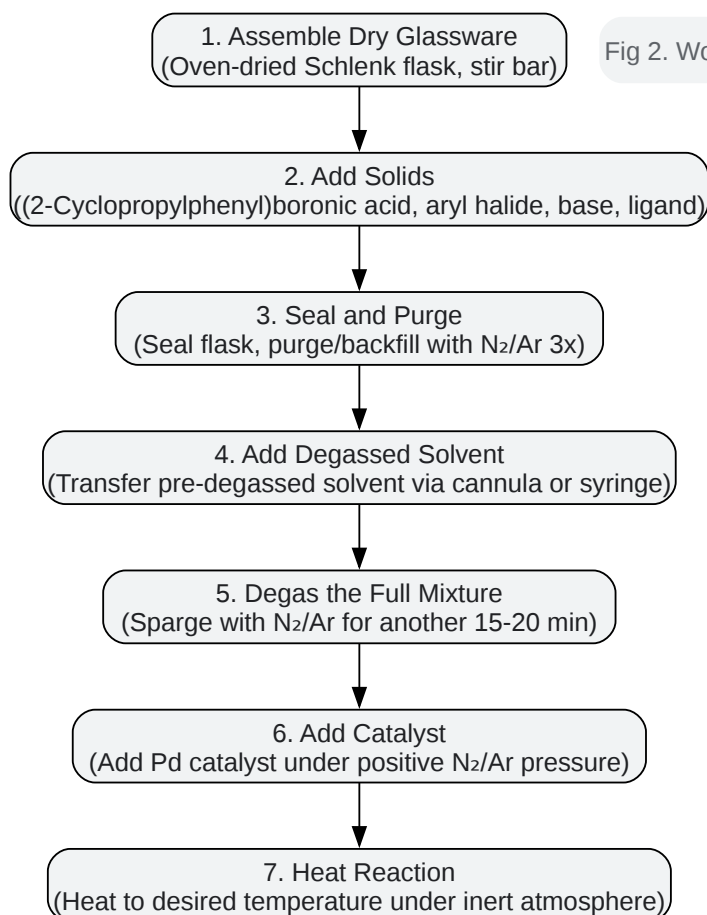 1. Assemble Dry Glassware
(Oven-dried Schlenk flask, stir bar)
Fig 2. Wo
2. Add Solids
((2-Cyclopropylphenyl)boronic acid, aryl halide, base, ligand)
3. Seal and Purge
(Seal flask, purge/backfill with N₂/Ar 3x)
4. Add Degassed Solvent
(Transfer pre-degassed solvent via cannula or syringe)
5. Degas the Full Mixture
(Sparge with N₂/Ar for another 15-20 min)
6. Add Catalyst
(Add Pd catalyst under positive N₂/Ar pressure)
7. Heat Reaction
(Heat to desired temperature under inert atmosphere)